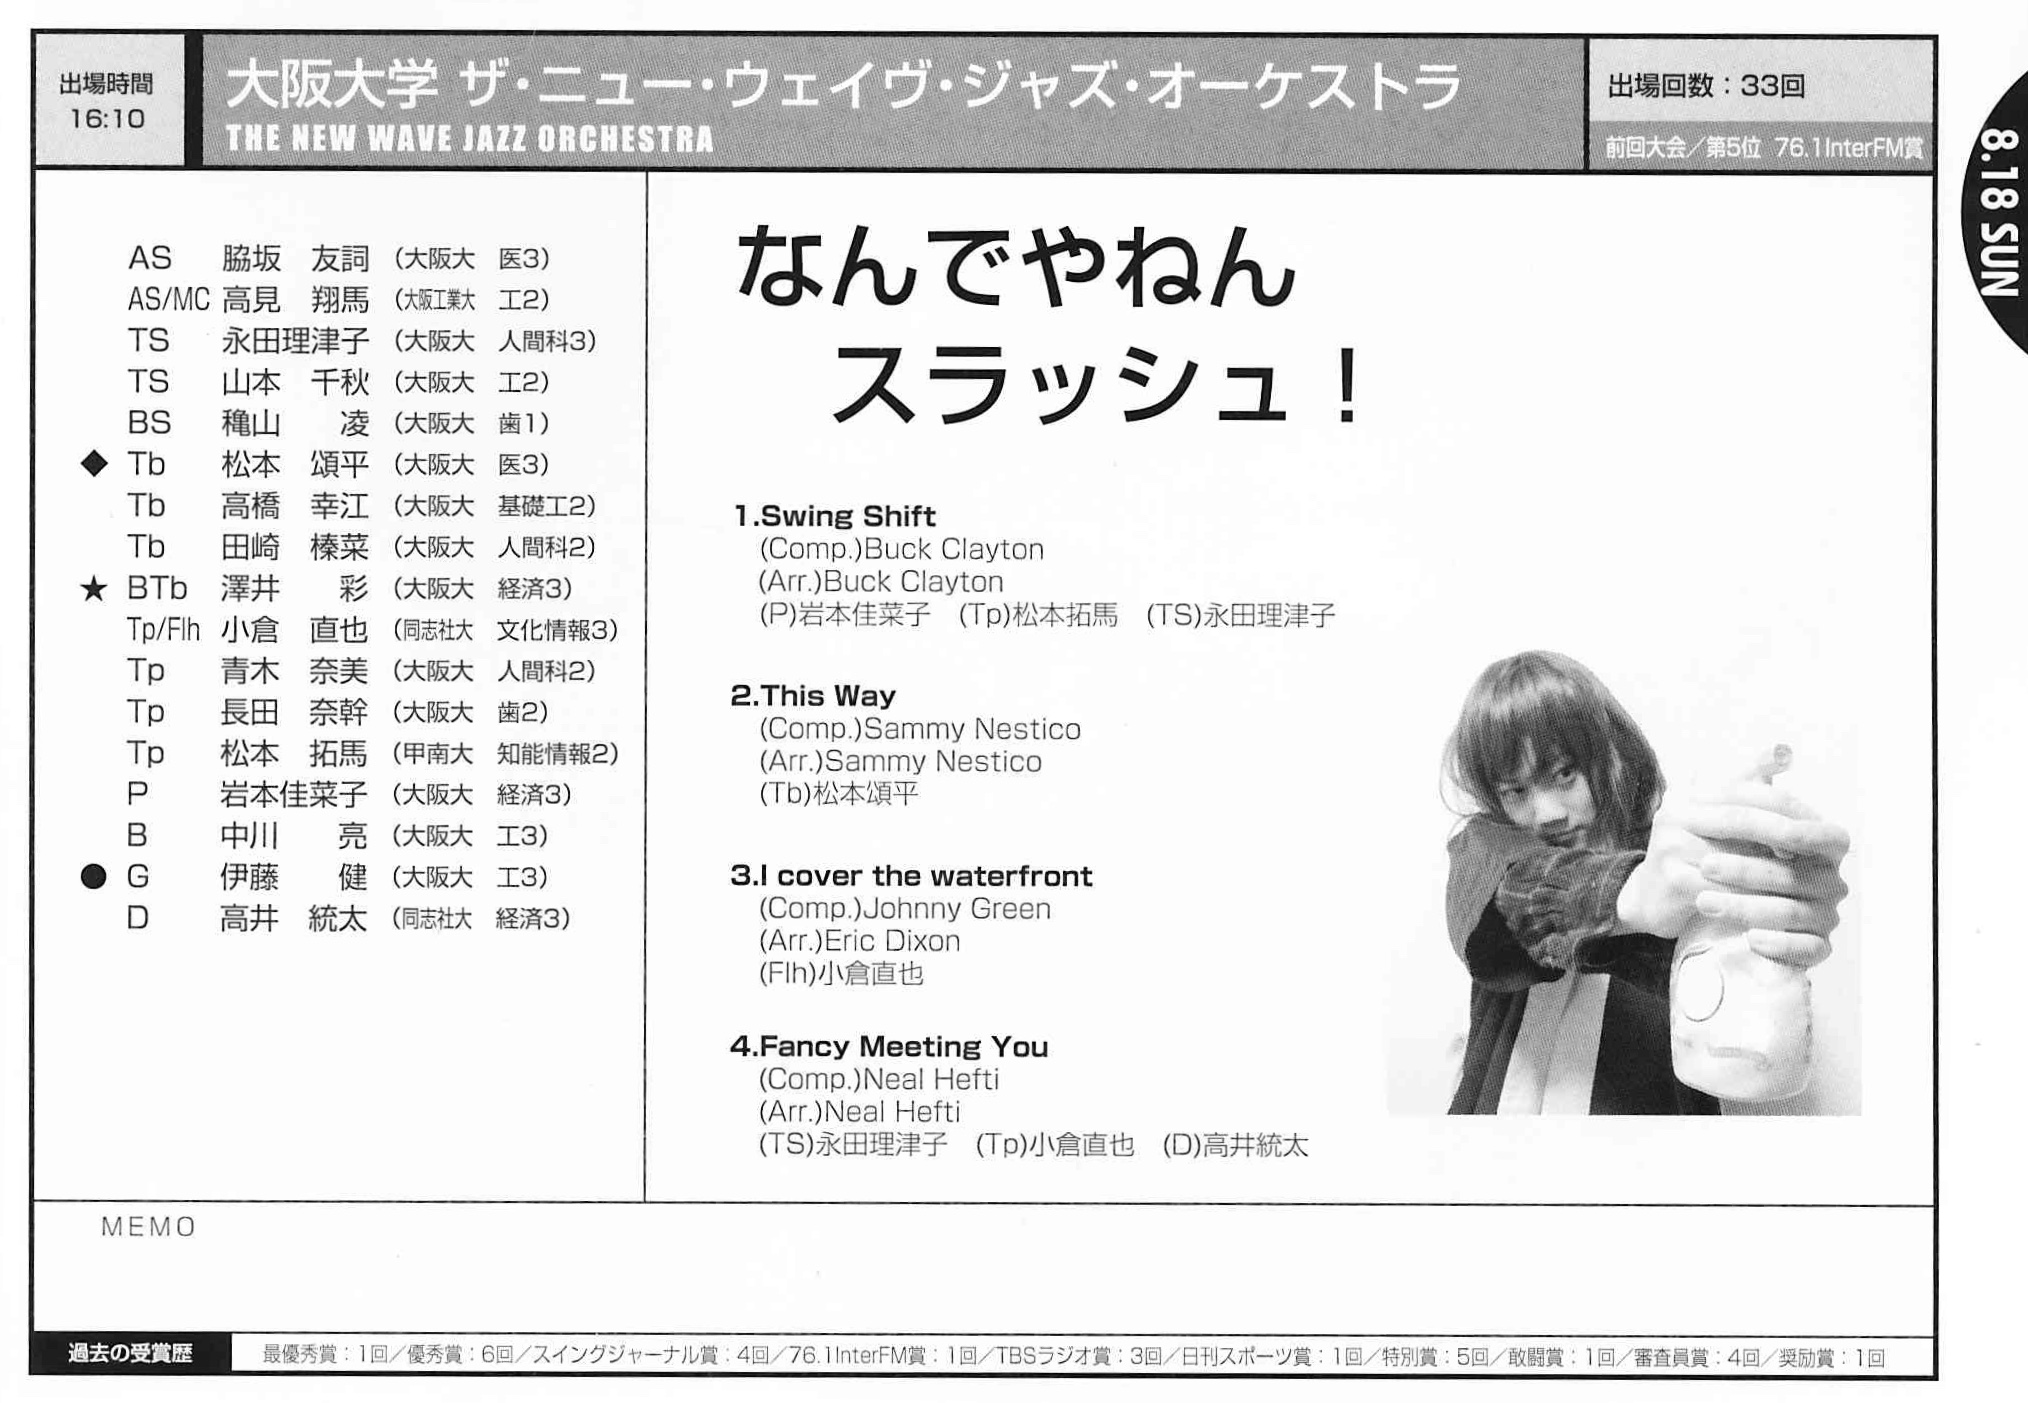 出場時間
16:10
大阪大学 ザ・ニュー・ウェイヴ・ジャズ・オーケストラ
THE NEW WAVE JAZZ ORCHESTRA
出場回数：33回
前回大会／第5位 76.1InterFM賞
8.18 SUN
AS 脇坂 友詞 （大阪大 医3）
AS/MC 高見 翔馬 （大阪工業大 工2）
TS 永田理津子 （大阪大 人間科3）
TS 山本 千秋 （大阪大 工2）
BS 穐山 凌 （大阪大 歯1）
◆ Tb 松本 頌平 （大阪大 医3）
Tb 高橋 幸江 （大阪大 基礎工2）
Tb 田崎 榛菜 （大阪大 人間科2）
★ BTb 澤井 彩 （大阪大 経済3）
Tp/Flh 小倉 直也 （同志社大 文化情報3）
Tp 青木 奈美 （大阪大 人間科2）
Tp 長田 奈幹 （大阪大 歯2）
Tp 松本 拓馬 （甲南大 知能情報2）
P 岩本佳菜子 （大阪大 経済3）
B 中川 亮 （大阪大 工3）
● G 伊藤 健 （大阪大 工3）
D 高井 統太 （同志社大 経済3）
なんでやねん
スラッシュ！
1.Swing Shift
(Comp.)Buck Clayton
(Arr.)Buck Clayton
(P)岩本佳菜子 (Tp)松本拓馬 (TS)永田理津子
2.This Way
(Comp.)Sammy Nestico
(Arr.)Sammy Nestico
(Tb)松本頌平
3.I cover the waterfront
(Comp.)Johnny Green
(Arr.)Eric Dixon
(Flh)小倉直也
4.Fancy Meeting You
(Comp.)Neal Hefti
(Arr.)Neal Hefti
(TS)永田理津子 (Tp)小倉直也 (D)高井統太
MEMO
過去の受賞歴 最優秀賞：1回／優秀賞：6回／スイングジャーナル賞：4回／76.1InterFM賞：1回／TBSラジオ賞：3回／日刊スポーツ賞：1回／特別賞：5回／敢闘賞：1回／審査員賞：4回／奨励賞：1回